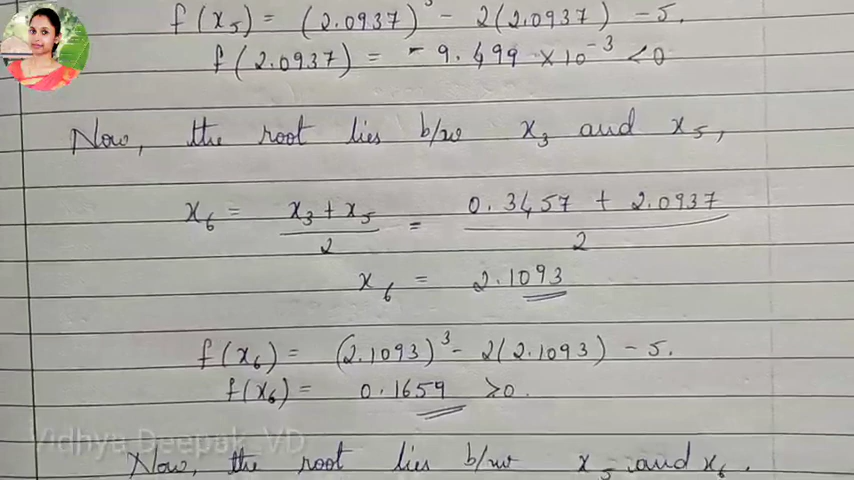 f(x₅) = (2.0937)³ - 2(2.0937) - 5.
f(2.0937) = -9.499 × 10⁻³ < 0
Now, the root lies b/w x₃ and x₅,
x₆ = (x₃ + x₅)/2 = (0.3457 + 2.0937)/2
x₆ = 2.1093
f(x₆) = (2.1093)³ - 2(2.1093) - 5.
f(x₆) = 0.1659 > 0.
Vidhya Deepak_VD
Now, the root lies b/w x₅ and x₆.